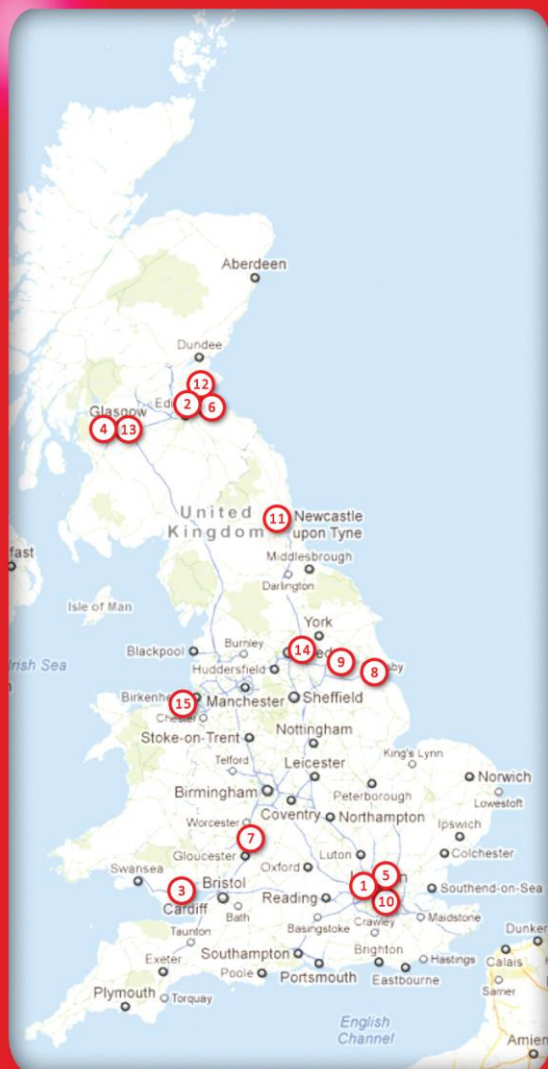 Aberdeen
Dundee
12
2
6
Glasgow
4
13
United
Kingdom
11
Newcastle
upon Tyne
Middlesbrough
Darlington
Isle of Man
York
Blackpool
Burnley
14
9
Huddersfield
8
Irish Sea
15
Manchester
Sheffield
Stoke-on-Trent
Nottingham
King's Lynn
Telford
Leicester
Norwich
Birmingham
Peterborough
Lowestoft
Coventry
Northampton
Worcester
Ipswich
7
Gloucester
Luton
Colchester
Oxford
Swansea
5
1
3
Bristol
Southend-on-Sea
Cardiff
Reading
10
Bath
Maidstone
Basingstoke
Crawley
Taunton
Southampton
Brighton
Hastings
Exeter
Poole
Portsmouth
Eastbourne
Calais
Plymouth
Torquay
Samer
English
Channel